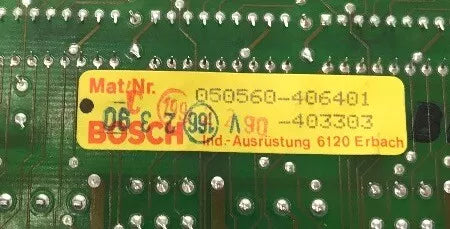 Mat.Nr. 050560-406401
-403303
BOSCH
Ind.-Ausrüstung 6120 Erbach